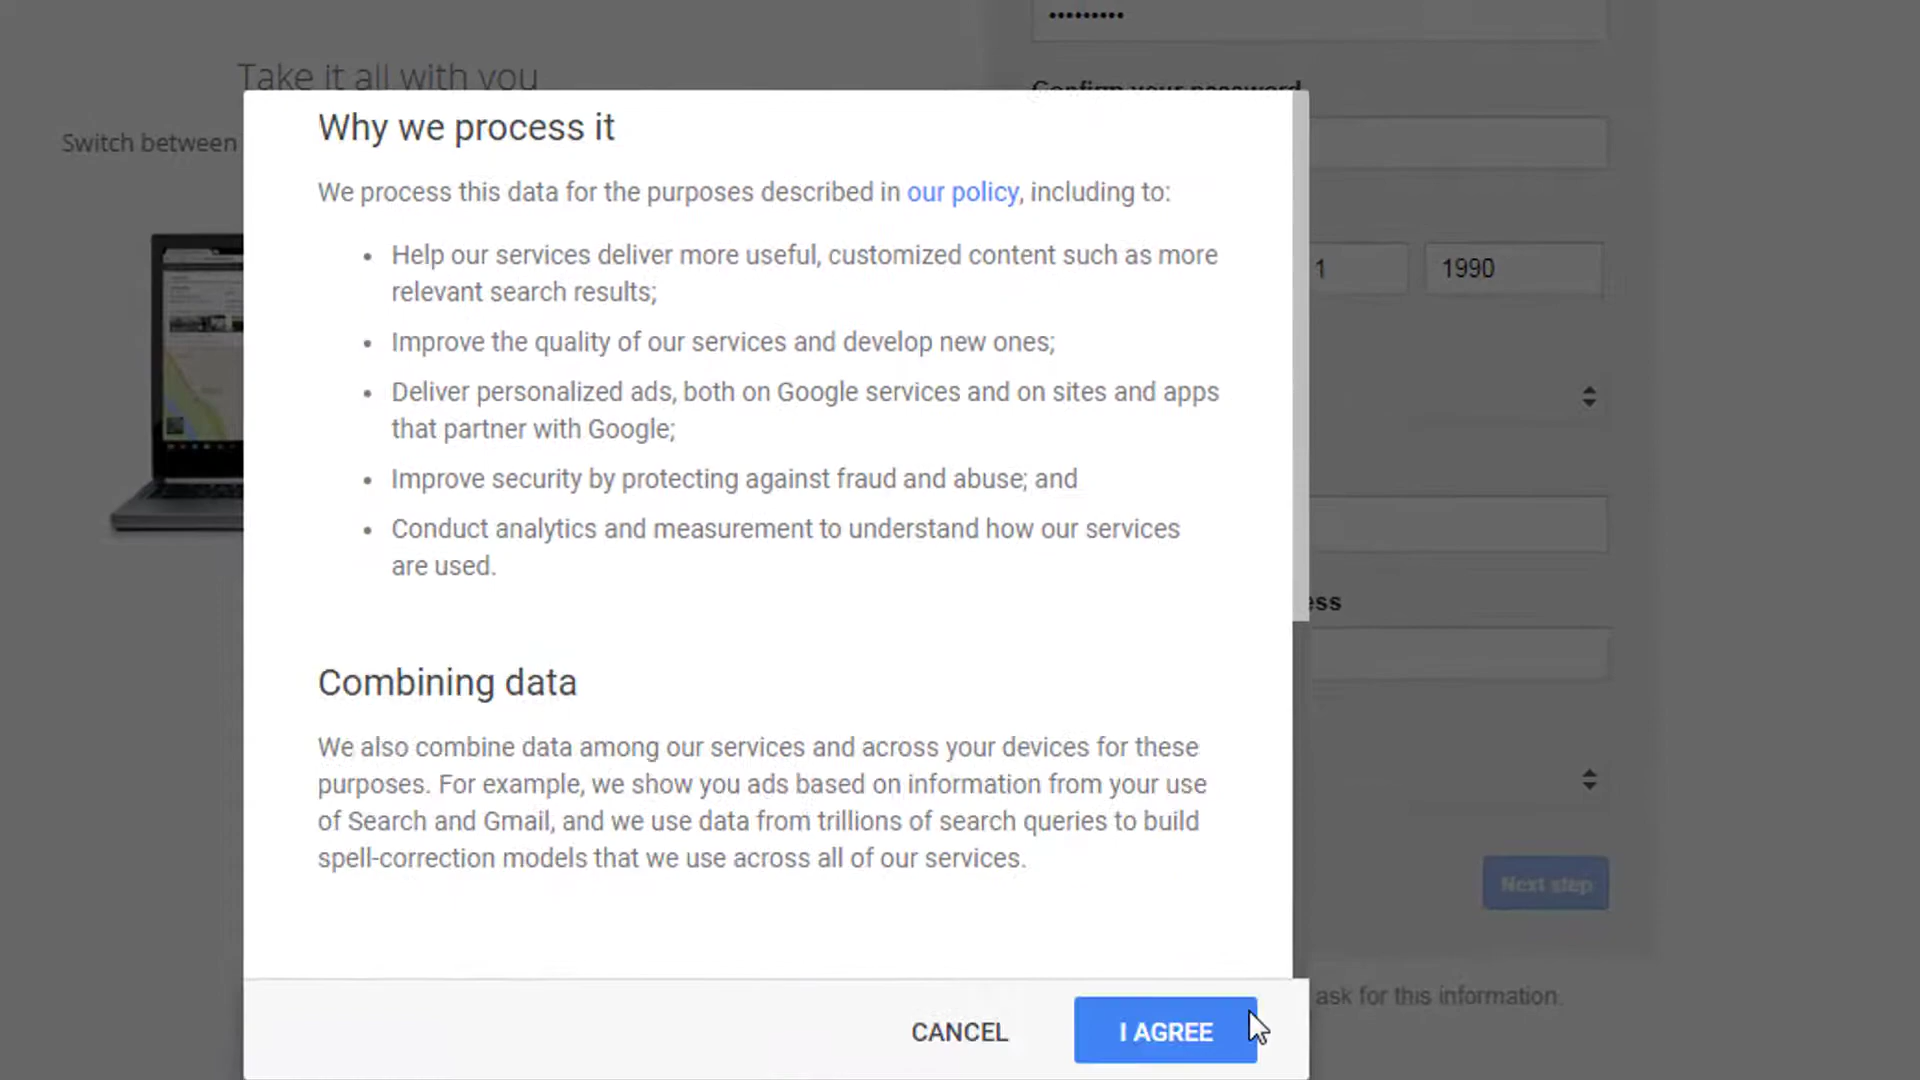 •••••••••
Take it all with you
Confirm your password
Why we process it
Switch between
We process this data for the purposes described in our policy, including to:
• Help our services deliver more useful, customized content such as more
relevant search results;
1
1990
• Improve the quality of our services and develop new ones;
• Deliver personalized ads, both on Google services and on sites and apps
that partner with Google;
• Improve security by protecting against fraud and abuse; and
• Conduct analytics and measurement to understand how our services
are used.
ess
Combining data
We also combine data among our services and across your devices for these
purposes. For example, we show you ads based on information from your use
of Search and Gmail, and we use data from trillions of search queries to build
spell-correction models that we use across all of our services.
Next step
ask for this information.
CANCEL
I AGREE